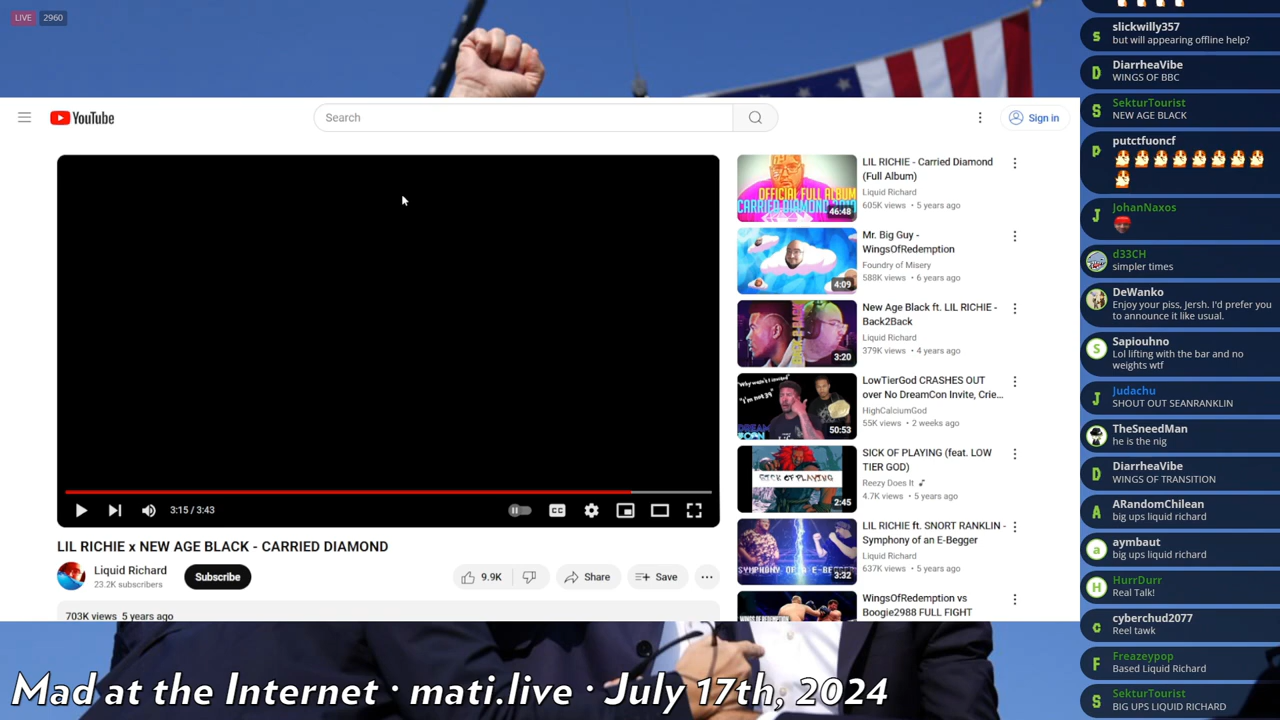 LIVE 2960
YouTube
Search
Sign in
3:15 / 3:43
CC
LIL RICHIE x NEW AGE BLACK - CARRIED DIAMOND
Liquid Richard
23.2K subscribers
Subscribe
9.9K
Share
Save
703K views 5 years ago
OFFICIAL FULL ALBUM
46:48
LIL RICHIE - Carried Diamond
(Full Album)
Liquid Richard
605K views • 5 years ago
4:09
Mr. Big Guy -
WingsOfRedemption
Foundry of Misery
588K views • 6 years ago
3:20
New Age Black ft. LIL RICHIE -
Back2Back
Liquid Richard
379K views • 4 years ago
"I'm not 39"
50:53
LowTierGod CRASHES OUT
over No DreamCon Invite, Crie...
HighCalciumGod
55K views • 2 weeks ago
SICK OF PLAYING
2:45
SICK OF PLAYING (feat. LOW
TIER GOD)
Reezy Does It
4.7K views • 5 years ago
3:32
LIL RICHIE ft. SNORT RANKLIN -
Symphony of an E-Begger
Liquid Richard
637K views • 5 years ago
WingsOfRedemption vs
Boogie2988 FULL FIGHT
slickwilly357
but will appearing offline help?
DiarrheaVibe
WINGS OF BBC
SekturTourist
NEW AGE BLACK
putctfuoncf
JohanNaxos
d33CH
simpler times
DeWanko
Enjoy your piss, Jersh. I'd prefer you
to announce it like usual.
Sapiouhno
Lol lifting with the bar and no
weights wtf
Judachu
SHOUT OUT SEANRANKLIN
TheSneedMan
he is the nig
DiarrheaVibe
WINGS OF TRANSITION
ARandomChilean
big ups liquid richard
aymbaut
big ups liquid richard
HurrDurr
Real Talk!
cyberchud2077
Reel tawk
Freazeypop
Based Liquid Richard
SekturTourist
BIG UPS LIQUID RICHARD
Mad at the Internet · mati.live · July 17th, 2024